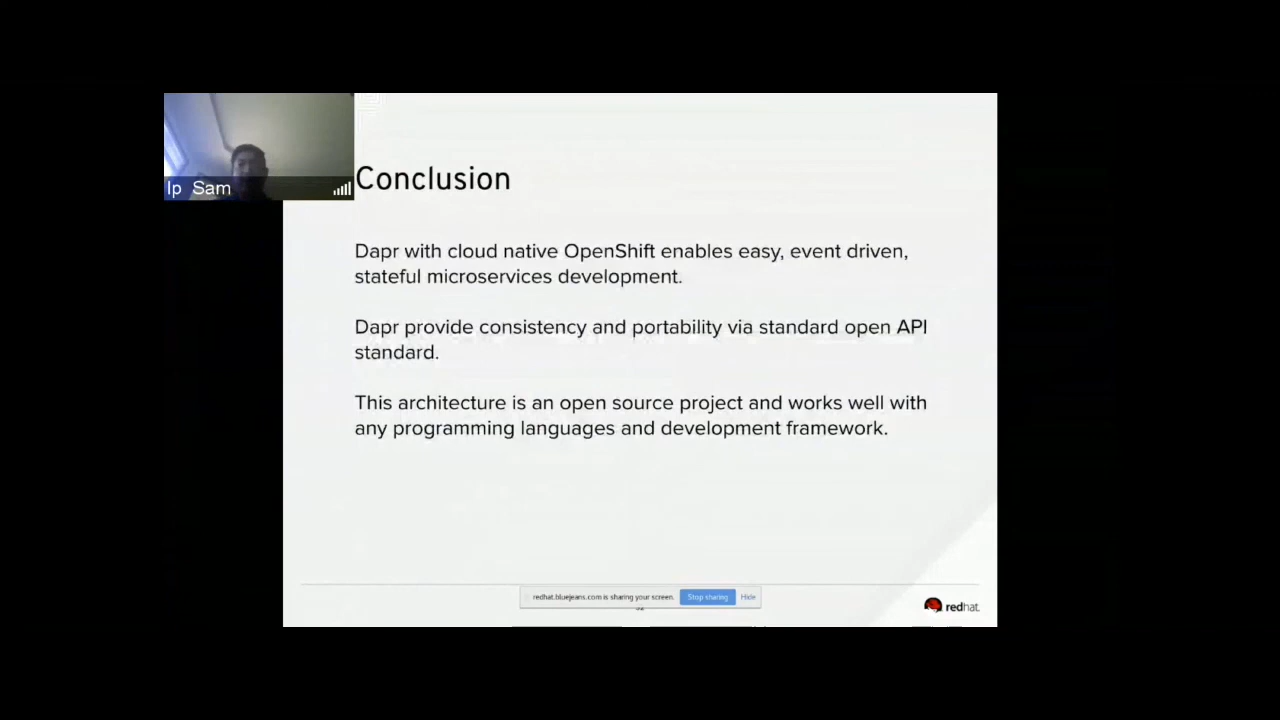 Ip Sam
Conclusion
Dapr with cloud native OpenShift enables easy, event driven,
stateful microservices development.
Dapr provide consistency and portability via standard open API
standard.
This architecture is an open source project and works well with
any programming languages and development framework.
redhat.bluejeans.com is sharing your screen. Stop sharing Hide
redhat.